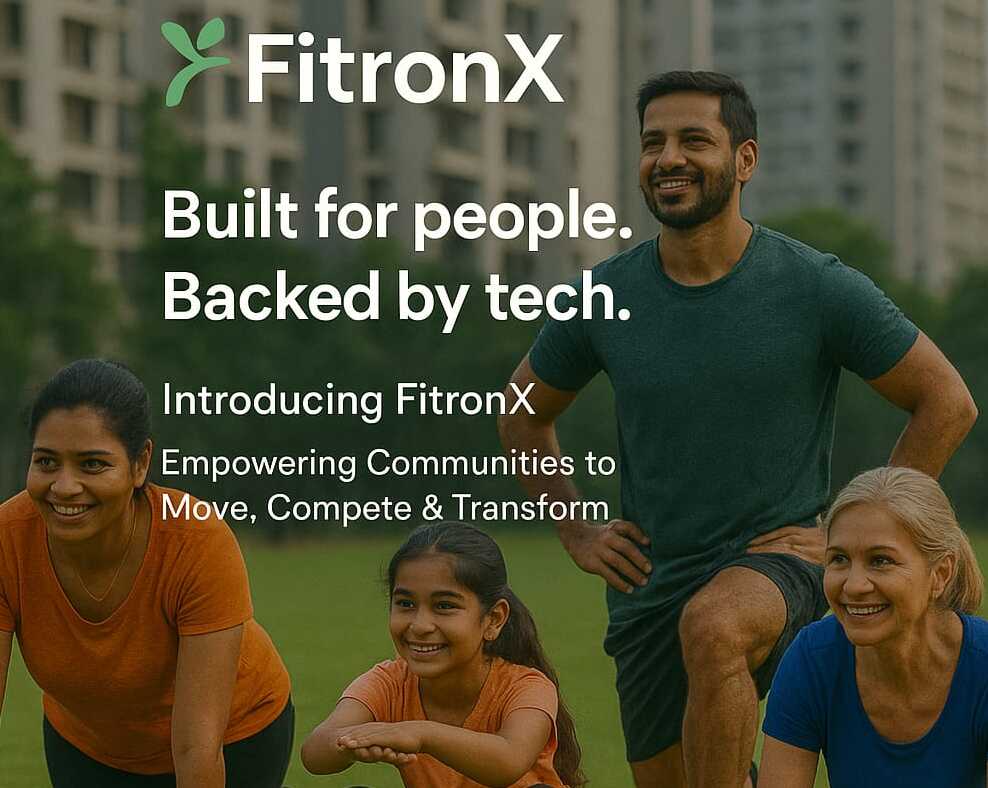 FitronX
Built for people.
Backed by tech.
Introducing FitronX
Empowering Communities to
Move, Compete & Transform